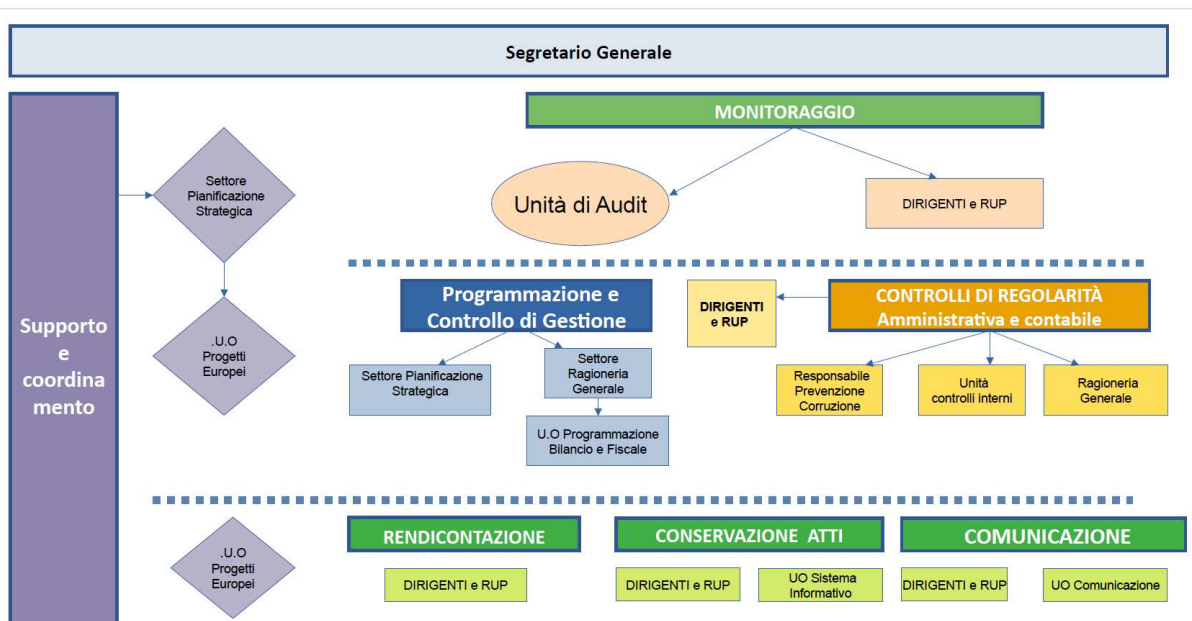 Segretario Generale
MONITORAGGIO
Settore
Pianificazione
Strategica
Unità di Audit
DIRIGENTI e RUP
Supporto
e
coordina
mento
.U.O
Progetti
Europei
Programmazione e
Controllo di Gestione
DIRIGENTI
e RUP
CONTROLLI DI REGOLARITÀ
Amministrativa e contabile
Settore Pianificazione
Strategica
Settore
Ragioneria
Generale
U.O Programmazione
Bilancio e Fiscale
Responsabile
Prevenzione
Corruzione
Unità
controlli interni
Ragioneria
Generale
.U.O
Progetti
Europei
RENDICONTAZIONE
DIRIGENTI e RUP
CONSERVAZIONE ATTI
DIRIGENTI e RUP
UO Sistema
Informativo
COMUNICAZIONE
DIRIGENTI e RUP
UO Comunicazione